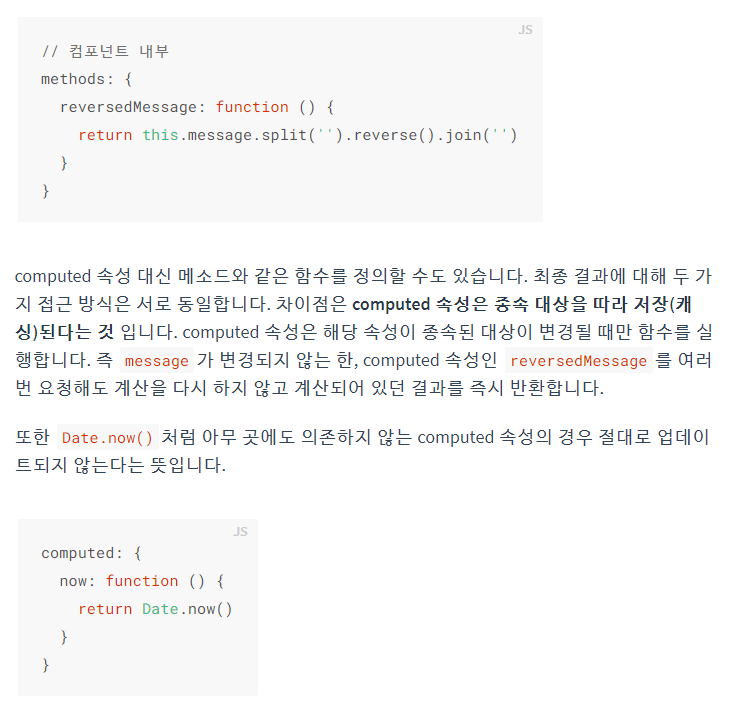 JS
// 컴포넌트 내부
methods: {
  reversedMessage: function () {
    return this.message.split('').reverse().join('')
  }
}
computed 속성 대신 메소드와 같은 함수를 정의할 수도 있습니다. 최종 결과에 대해 두 가
지 접근 방식은 서로 동일합니다. 차이점은 computed 속성은 종속 대상을 따라 저장(캐
싱)된다는 것 입니다. computed 속성은 해당 속성이 종속된 대상이 변경될 때만 함수를 실
행합니다. 즉 message 가 변경되지 않는 한, computed 속성인 reversedMessage 를 여러
번 요청해도 계산을 다시 하지 않고 계산되어 있던 결과를 즉시 반환합니다.
또한 Date.now() 처럼 아무 곳에도 의존하지 않는 computed 속성의 경우 절대로 업데이
트되지 않는다는 뜻입니다.
JS
computed: {
  now: function () {
    return Date.now()
  }
}